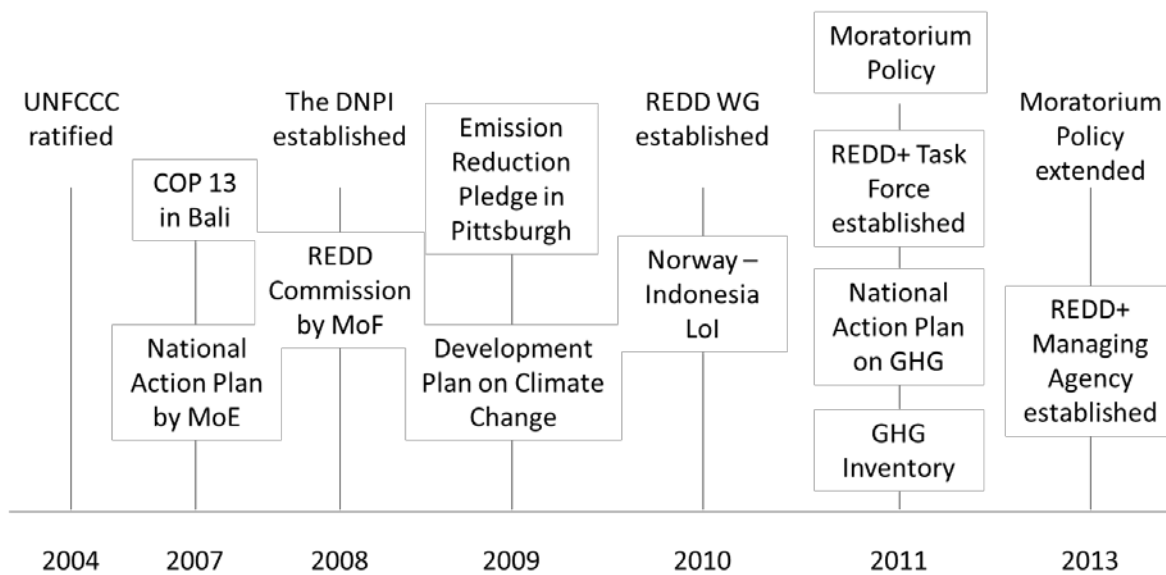 UNFCCC
ratified
COP 13
in Bali
National
Action Plan
by MoE
The DNPI
established
REDD
Commission
by MoF
Emission
Reduction
Pledge in
Pittsburgh
Development
Plan on Climate
Change
REDD WG
established
Norway –
Indonesia
LoI
Moratorium
Policy
REDD+ Task
Force
established
National
Action Plan
on GHG
GHG
Inventory
Moratorium
Policy
extended
REDD+
Managing
Agency
established
2004
2007
2008
2009
2010
2011
2013